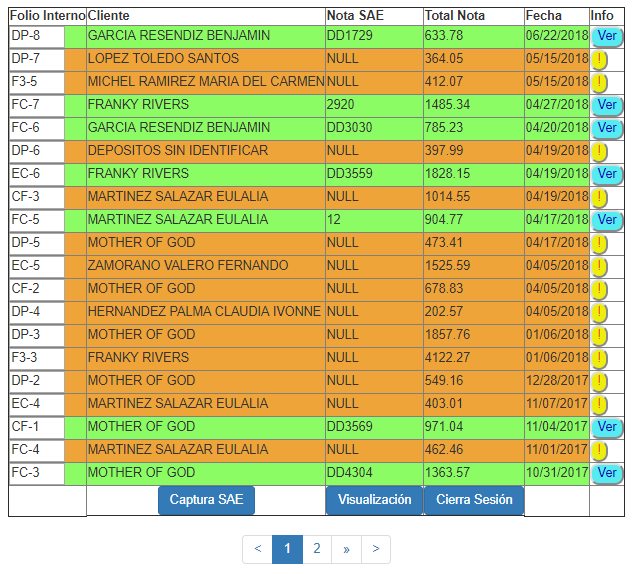 Folio Interno Cliente Nota SAE Total Nota Fecha Info
DP-8 GARCIA RESENDIZ BENJAMIN DD1729 633.78 06/22/2018 Ver
DP-7 LOPEZ TOLEDO SANTOS NULL 364.05 05/15/2018 !
F3-5 MICHEL RAMIREZ MARIA DEL CARMEN NULL 412.07 05/15/2018 !
FC-7 FRANKY RIVERS 2920 1485.34 04/27/2018 Ver
FC-6 GARCIA RESENDIZ BENJAMIN DD3030 785.23 04/20/2018 Ver
DP-6 DEPOSITOS SIN IDENTIFICAR NULL 397.99 04/19/2018 !
EC-6 FRANKY RIVERS DD3559 1828.15 04/19/2018 Ver
CF-3 MARTINEZ SALAZAR EULALIA NULL 1014.55 04/19/2018 !
FC-5 MARTINEZ SALAZAR EULALIA 12 904.77 04/17/2018 Ver
DP-5 MOTHER OF GOD NULL 473.41 04/17/2018 !
EC-5 ZAMORANO VALERO FERNANDO NULL 1525.59 04/05/2018 !
CF-2 MOTHER OF GOD NULL 678.83 04/05/2018 !
DP-4 HERNANDEZ PALMA CLAUDIA IVONNE NULL 202.57 04/05/2018 !
DP-3 MOTHER OF GOD NULL 1857.76 01/06/2018 !
F3-3 FRANKY RIVERS NULL 4122.27 01/06/2018 !
DP-2 MOTHER OF GOD NULL 549.16 12/28/2017 !
EC-4 MARTINEZ SALAZAR EULALIA NULL 403.01 11/07/2017 !
CF-1 MOTHER OF GOD DD3569 971.04 11/04/2017 Ver
FC-4 MARTINEZ SALAZAR EULALIA NULL 462.46 11/01/2017 !
FC-3 MOTHER OF GOD DD4304 1363.57 10/31/2017 Ver
Captura SAE Visualización Cierra Sesión
< 1 2 » >